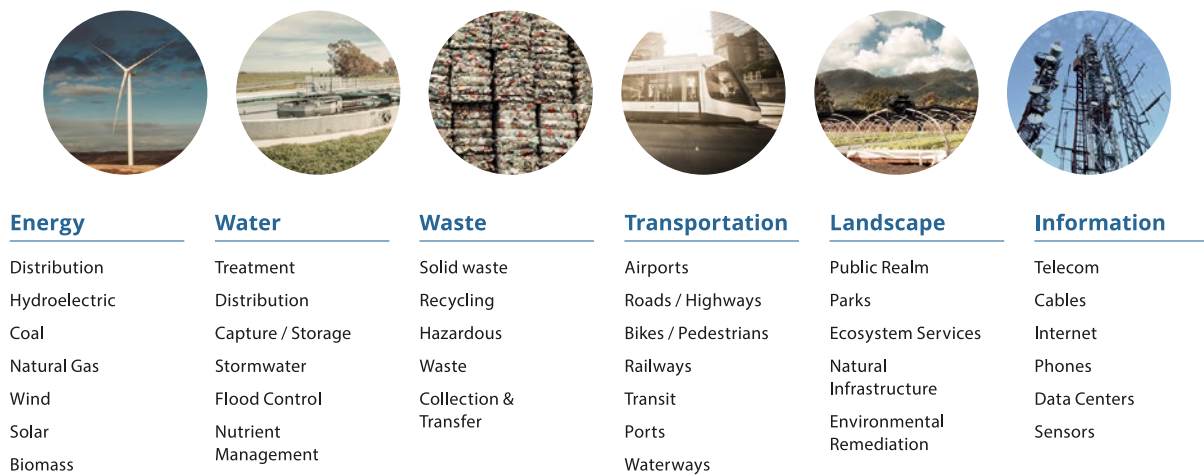 Energy
Distribution
Hydroelectric
Coal
Natural Gas
Wind
Solar
Biomass
Water
Treatment
Distribution
Capture / Storage
Stormwater
Flood Control
Nutrient
Management
Waste
Solid waste
Recycling
Hazardous
Waste
Collection &
Transfer
Transportation
Airports
Roads / Highways
Bikes / Pedestrians
Railways
Transit
Ports
Waterways
Landscape
Public Realm
Parks
Ecosystem Services
Natural
Infrastructure
Environmental
Remediation
Information
Telecom
Cables
Internet
Phones
Data Centers
Sensors